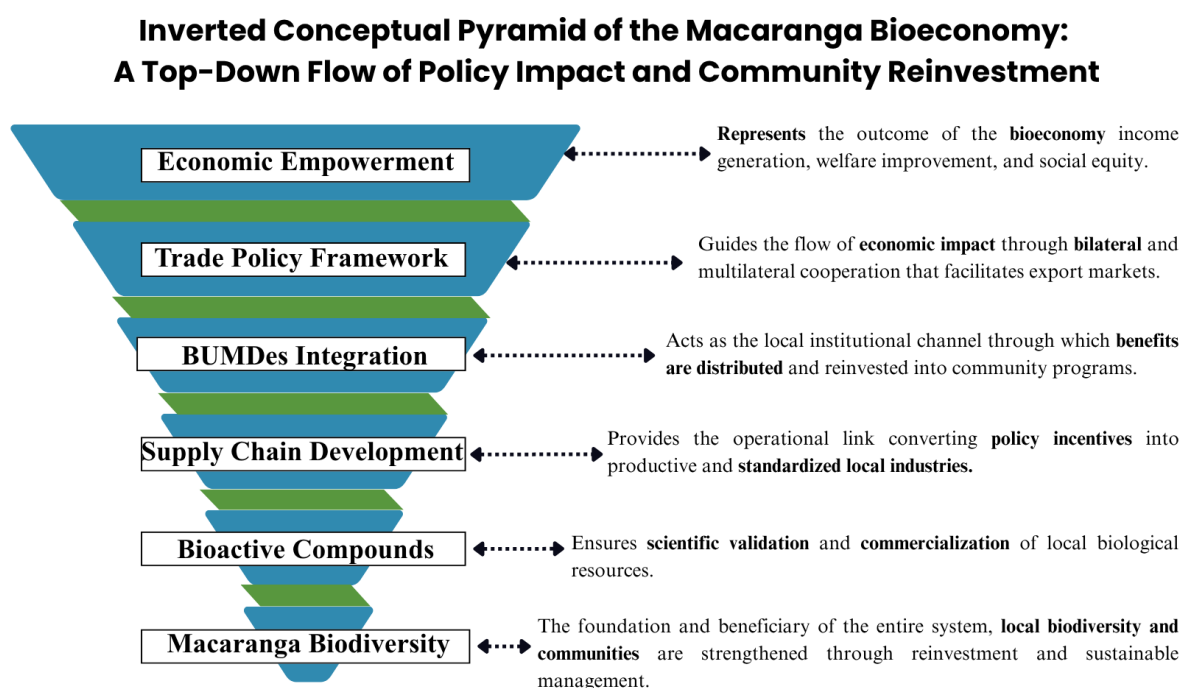 Inverted Conceptual Pyramid of the Macaranga Bioeconomy:
A Top-Down Flow of Policy Impact and Community Reinvestment
Economic Empowerment
Represents the outcome of the bioeconomy income
generation, welfare improvement, and social equity.
Trade Policy Framework
Guides the flow of economic impact through bilateral and
multilateral cooperation that facilitates export markets.
BUMDes Integration
Acts as the local institutional channel through which benefits
are distributed and reinvested into community programs.
Supply Chain Development
Provides the operational link converting policy incentives into
productive and standardized local industries.
Bioactive Compounds
Ensures scientific validation and commercialization of local biological
resources.
Macaranga Biodiversity
The foundation and beneficiary of the entire system, local biodiversity and
communities are strengthened through reinvestment and sustainable
management.